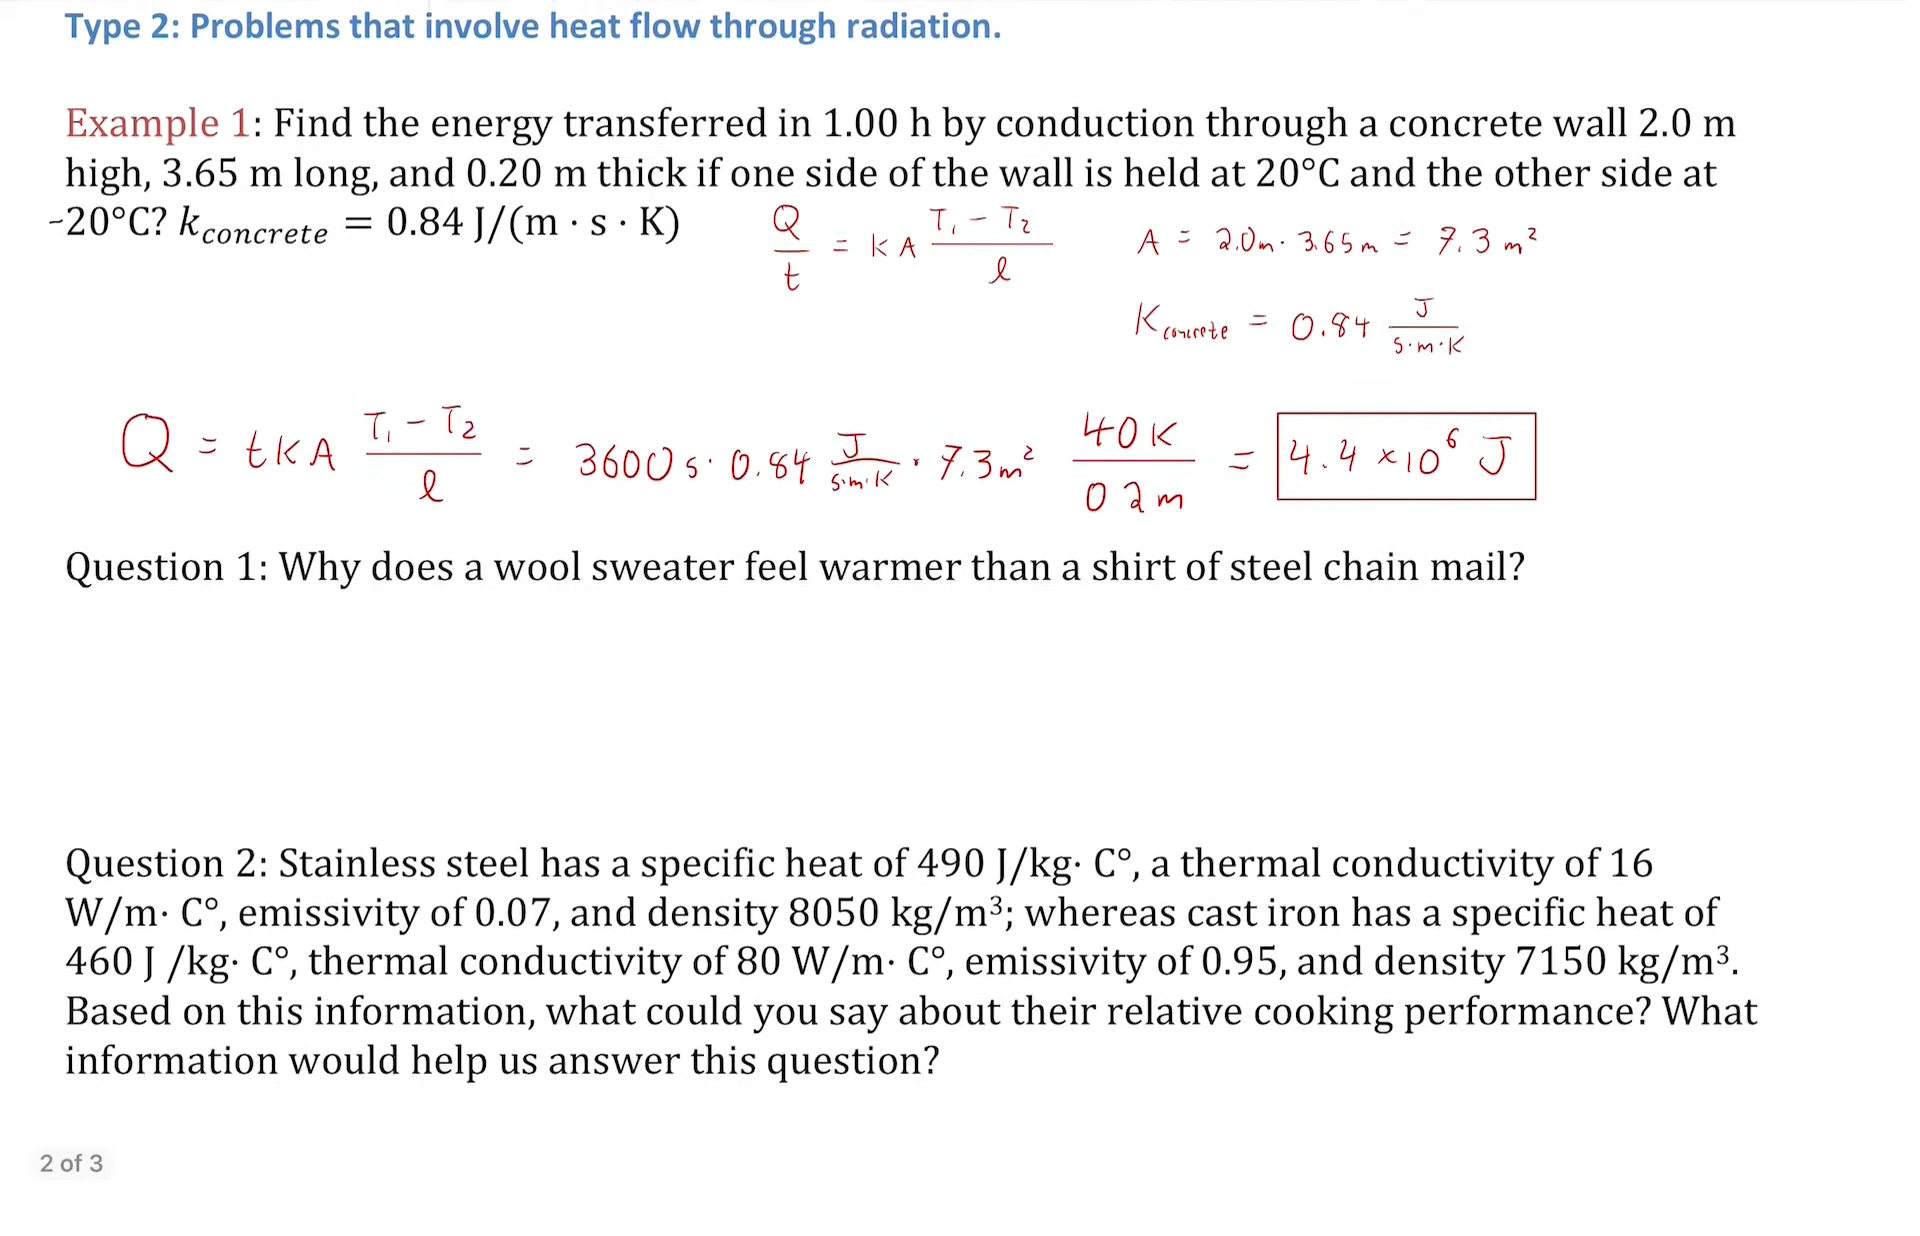 Type 2: Problems that involve heat flow through radiation.
Example 1: Find the energy transferred in 1.00 h by conduction through a concrete wall 2.0 m
high, 3.65 m long, and 0.20 m thick if one side of the wall is held at 20°C and the other side at
-20°C? k_concrete = 0.84 J/(m · s · K)
Q/t = kA (T₁ - T₂)/ℓ
A = 2.0m · 3.65m = 7.3 m²
K_concrete = 0.84 J/(s·m·K)
Q = tkA (T₁ - T₂)/ℓ = 3600 s · 0.84 J/(s·m·K) · 7.3m² 40K/02m = 4.4 ×10⁶ J
Question 1: Why does a wool sweater feel warmer than a shirt of steel chain mail?
Question 2: Stainless steel has a specific heat of 490 J/kg· C°, a thermal conductivity of 16
W/m· C°, emissivity of 0.07, and density 8050 kg/m³; whereas cast iron has a specific heat of
460 J /kg· C°, thermal conductivity of 80 W/m· C°, emissivity of 0.95, and density 7150 kg/m³.
Based on this information, what could you say about their relative cooking performance? What
information would help us answer this question?
2 of 3